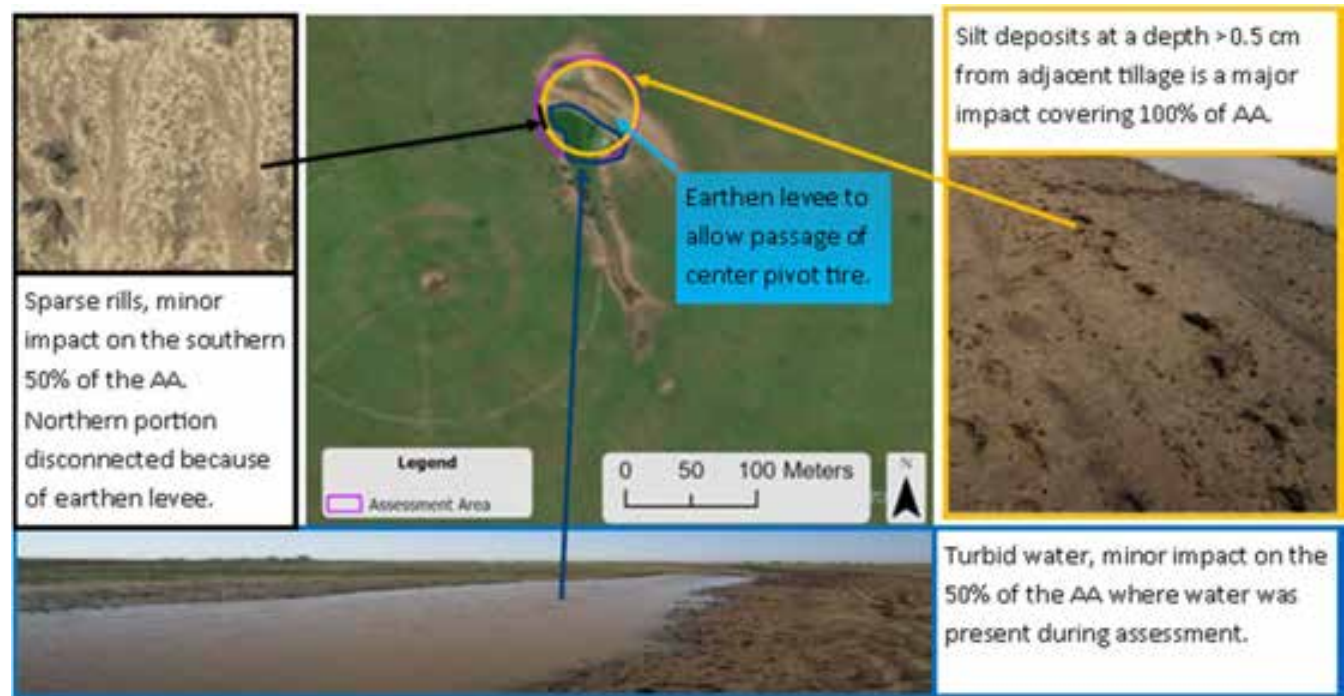 Sparse rills, minor
impact on the southern
50% of the AA.
Northern portion
disconnected because
of earthen levee.
Earthen levee to
allow passage of
center pivot tire.
Legend
Assessment Area
0 50 100 Meters
N
Silt deposits at a depth >0.5 cm
from adjacent tillage is a major
impact covering 100% of AA.
Turbid water, minor impact on the
50% of the AA where water was
present during assessment.